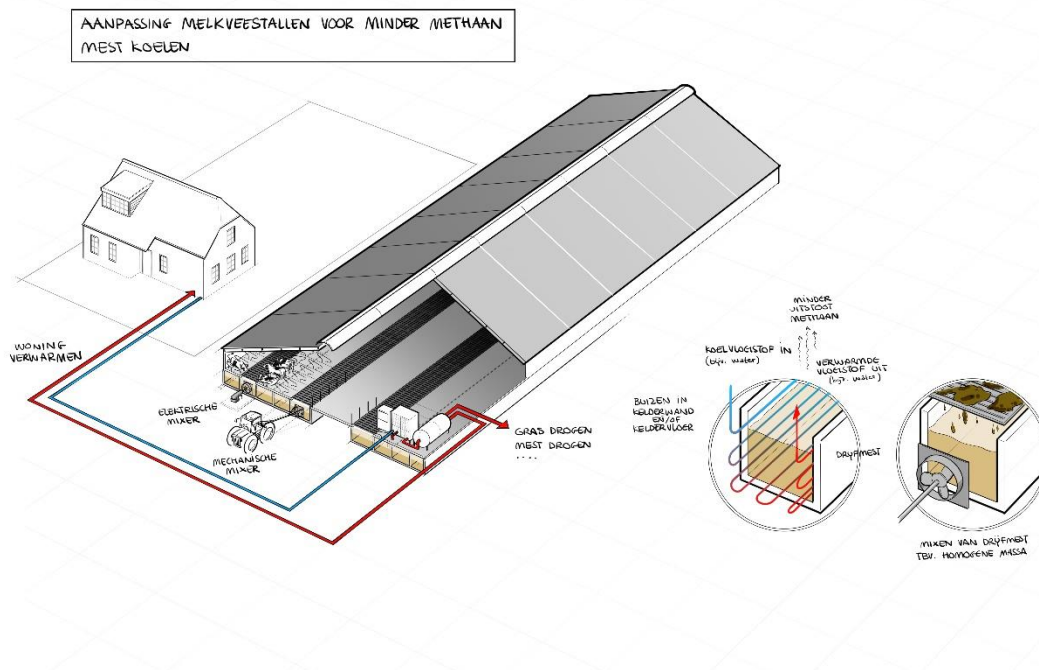 AANPASSING MELKVEESTALLEN VOOR MINDER METHAAN
MEST KOELEN
WONING
VERWARMEN
ELEKTRISCHE
MIXER
MECHANISCHE
MIXER
GRAS DROGEN
MEST DROGEN
....
MINDER
UITSTOOT
METHAAN
KOELVLOEISTOF IN
(bijv. water)
VERWARMDE
VLOEISTOF UIT
(bijv. water)
BUIZEN IN
KELDERWAND
EN/OF
KELDERVLOER
DRIJFMEST
MIXEN VAN DRIJFMEST
TBV. HOMOGENE MASSA